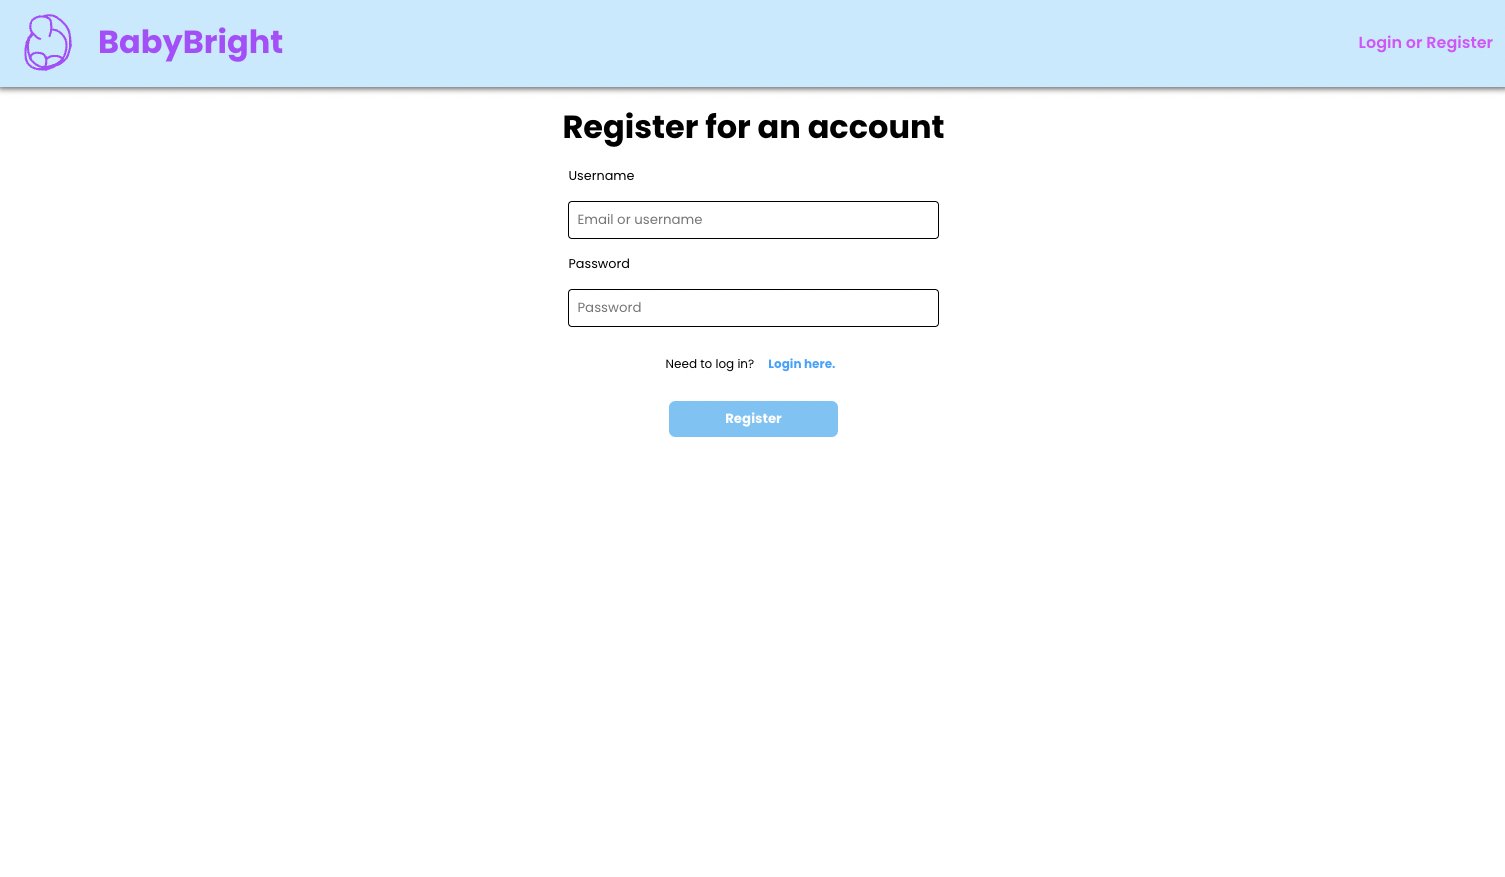 BabyBright
Login or Register
Register for an account
Username
Email or username
Password
Password
Need to log in? Login here.
Register